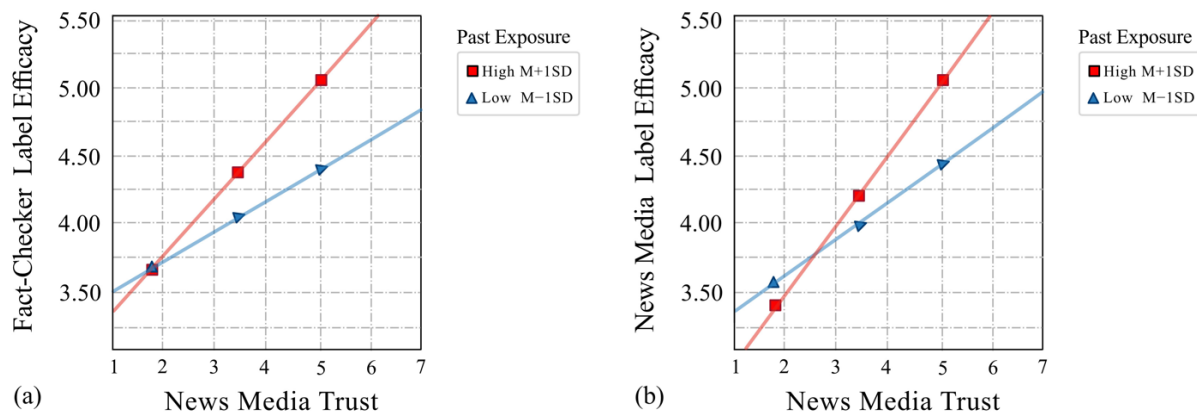 5.50
5.00
4.50
4.00
3.50
Fact-Checker Label Efficacy
1 2 3 4 5 6 7
News Media Trust
(a)
Past Exposure
High M+1SD
Low M−1SD
5.50
5.00
4.50
4.00
3.50
News Media Label Efficacy
1 2 3 4 5 6 7
News Media Trust
(b)
Past Exposure
High M+1SD
Low M−1SD